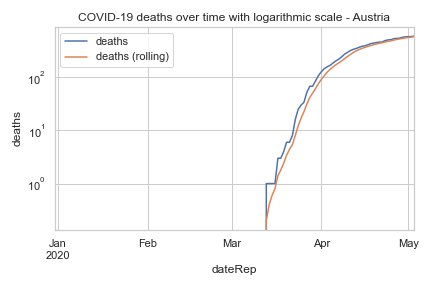 COVID-19 deaths over time with logarithmic scale - Austria
deaths
deaths (rolling)
10²
10¹
10⁰
deaths
Jan
2020
Feb
Mar
Apr
May
dateRep